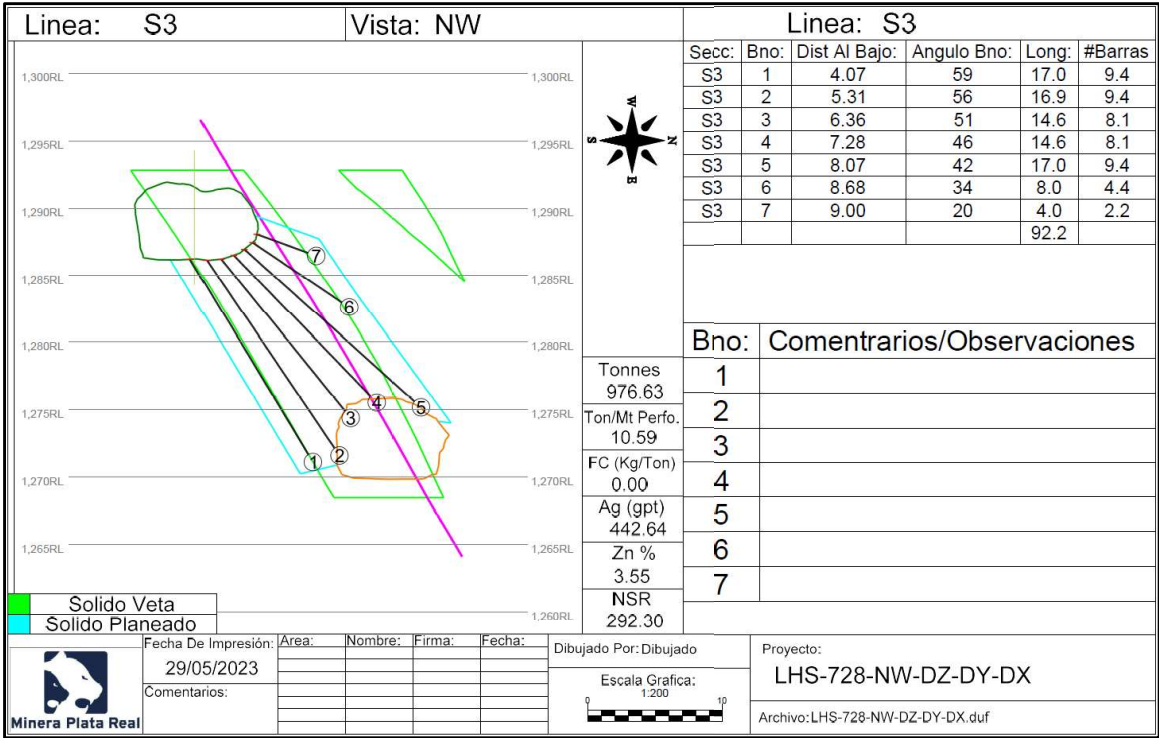 Linea: S3 Vista: NW
1,300RL 1,300RL
1,295RL 1,295RL
1,290RL 1,290RL
1,285RL 1,285RL
1,280RL 1,280RL
1,275RL 1,275RL
1,270RL 1,270RL
1,265RL 1,265RL
1,260RL
7
6
5
4
3
2
1
W
S N
E
Solido Veta
Solido Planeado
Tonnes
976.63
Ton/Mt Perfo.
10.59
FC (Kg/Ton)
0.00
Ag (gpt)
442.64
Zn %
3.55
NSR
292.30
Linea: S3
Secc: Bno: Dist Al Bajo: Angulo Bno: Long: #Barras
S3 1 4.07 59 17.0 9.4
S3 2 5.31 56 16.9 9.4
S3 3 6.36 51 14.6 8.1
S3 4 7.28 46 14.6 8.1
S3 5 8.07 42 17.0 9.4
S3 6 8.68 34 8.0 4.4
S3 7 9.00 20 4.0 2.2
92.2
Bno: Comentrarios/Observaciones
1
2
3
4
5
6
7
Minera Plata Real
Fecha De Impresión:
29/05/2023
Comentarios:
Area: Nombre: Firma: Fecha:
Dibujado Por: Dibujado
Escala Grafica:
1:200
0 10
Proyecto:
LHS-728-NW-DZ-DY-DX
Archivo:LHS-728-NW-DZ-DY-DX.duf